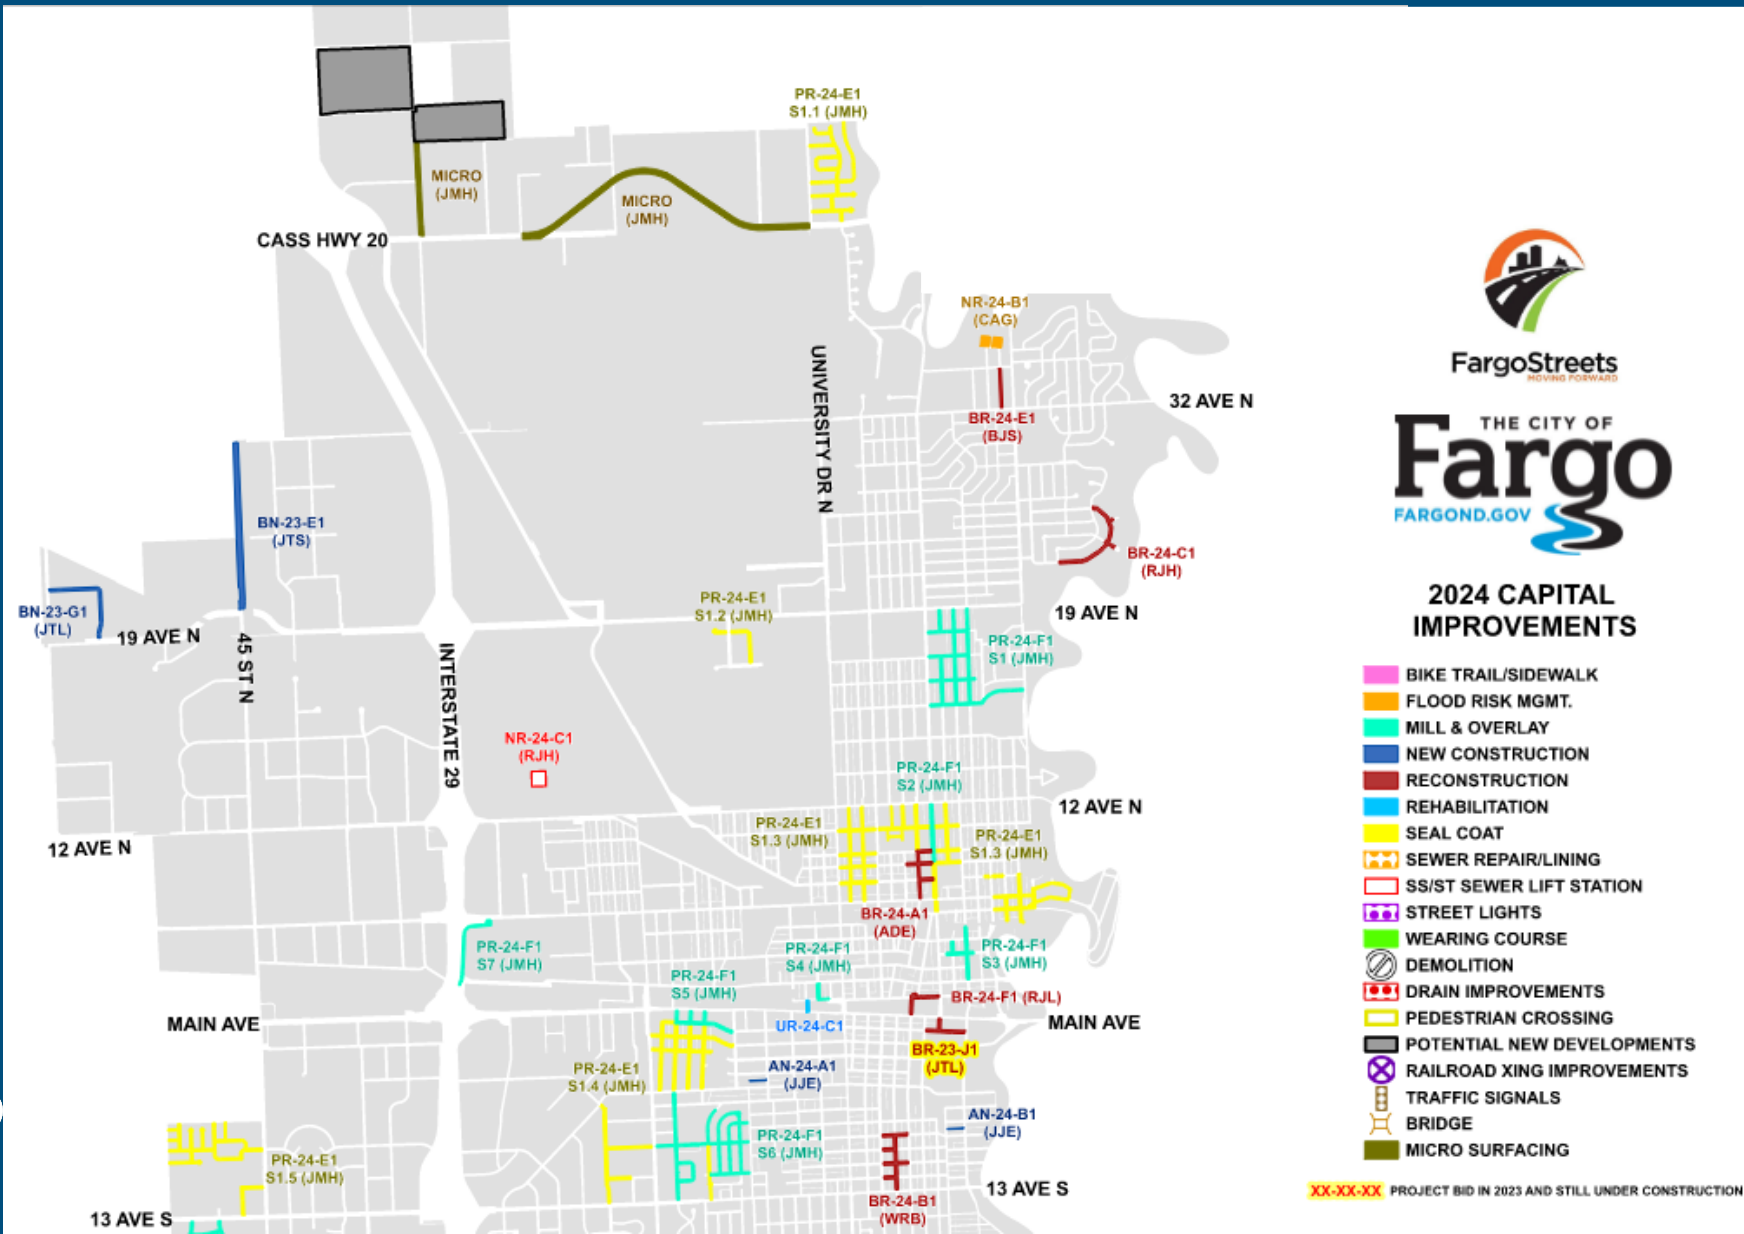 PR-24-E1
S1.1 (JMH)
MICRO
(JMH)
MICRO
(JMH)
CASS HWY 20
NR-24-B1
(CAG)
UNIVERSITY DR N
32 AVE N
BR-24-E1
(BJS)
BN-23-E1
(JTS)
BR-24-C1
(RJH)
BN-23-G1
(JTL)
19 AVE N
45 ST N
INTERSTATE 29
PR-24-E1
S1.2 (JMH)
19 AVE N
PR-24-F1
S1 (JMH)
NR-24-C1
(RJH)
PR-24-F1
S2 (JMH)
12 AVE N
12 AVE N
PR-24-E1
S1.3 (JMH)
PR-24-E1
S1.3 (JMH)
BR-24-A1
(ADE)
PR-24-F1
S7 (JMH)
PR-24-F1
S4 (JMH)
PR-24-F1
S3 (JMH)
PR-24-F1
S5 (JMH)
BR-24-F1 (RJL)
MAIN AVE
UR-24-C1
MAIN AVE
BR-23-J1
(JTL)
AN-24-A1
(JJE)
PR-24-E1
S1.4 (JMH)
AN-24-B1
(JJE)
PR-24-F1
S6 (JMH)
PR-24-E1
S1.5 (JMH)
BR-24-B1
(WRB)
13 AVE S
13 AVE S
FargoStreets
MOVING FORWARD
THE CITY OF
Fargo
FARGOND.GOV
2024 CAPITAL
IMPROVEMENTS
BIKE TRAIL/SIDEWALK
FLOOD RISK MGMT.
MILL & OVERLAY
NEW CONSTRUCTION
RECONSTRUCTION
REHABILITATION
SEAL COAT
SEWER REPAIR/LINING
SS/ST SEWER LIFT STATION
STREET LIGHTS
WEARING COURSE
DEMOLITION
DRAIN IMPROVEMENTS
PEDESTRIAN CROSSING
POTENTIAL NEW DEVELOPMENTS
RAILROAD XING IMPROVEMENTS
TRAFFIC SIGNALS
BRIDGE
MICRO SURFACING
XX-XX-XX PROJECT BID IN 2023 AND STILL UNDER CONSTRUCTION